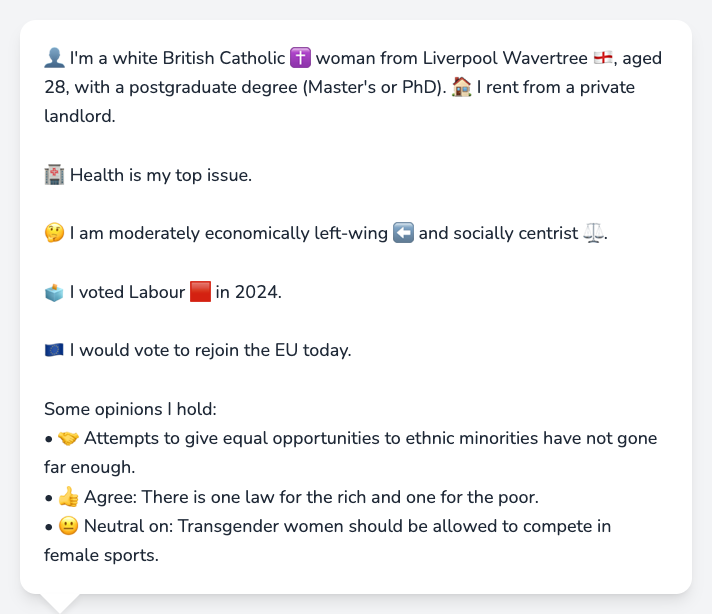 👤 I'm a white British Catholic ✝️ woman from Liverpool Wavertree 🏴󠁧󠁢󠁥󠁮󠁧󠁿, aged
28, with a postgraduate degree (Master's or PhD). 🏠 I rent from a private
landlord.
🏥 Health is my top issue.
🤔 I am moderately economically left-wing ⬅️ and socially centrist ⚖️.
🗳️ I voted Labour 🟥 in 2024.
🇪🇺 I would vote to rejoin the EU today.
Some opinions I hold:
• 🤝 Attempts to give equal opportunities to ethnic minorities have not gone
far enough.
• 👍 Agree: There is one law for the rich and one for the poor.
• 😐 Neutral on: Transgender women should be allowed to compete in
female sports.